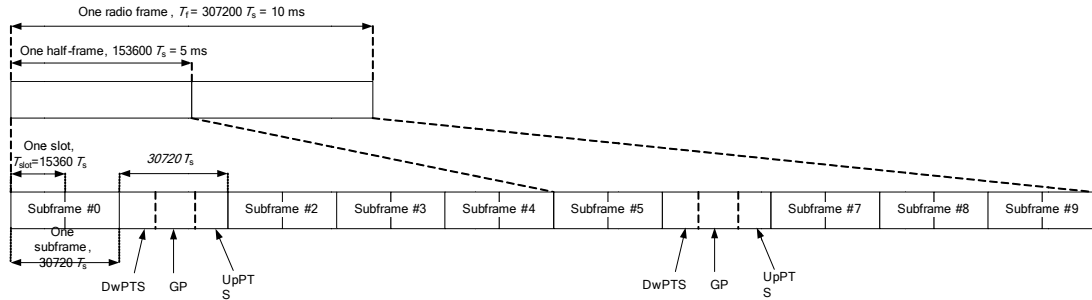 One radio frame, Tf = 307200 Ts = 10 ms
One half-frame, 153600 Ts = 5 ms
One slot,
Tslot=15360 Ts
30720 Ts
Subframe #0
Subframe #2
Subframe #3
Subframe #4
Subframe #5
Subframe #7
Subframe #8
Subframe #9
One
subframe,
30720 Ts
DwPTS
GP
UpPT
S
DwPTS
GP
UpPT
S